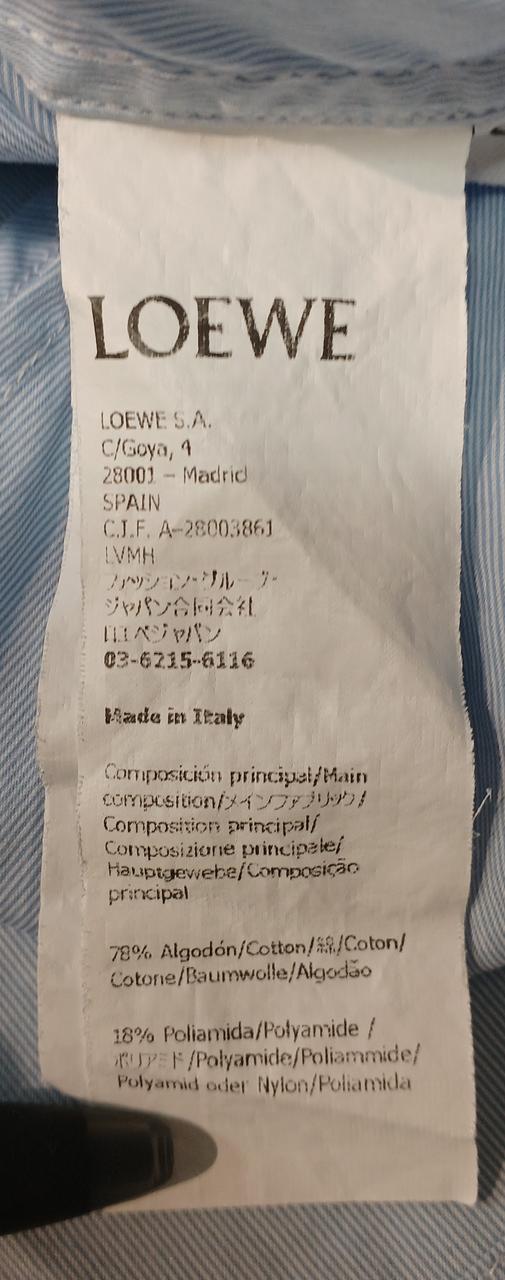 LOEWE
LOEWE S.A.
C/Goya, 4
28001 – Madrid
SPAIN
C.I.F. A-28003861
LVMH
ファッション・グループ・
ジャパン合同会社
ロエベジャパン
03-6215-6116
Made in Italy
Composición principal/Main
composition/メインファブリック/
Composition principal/
Composizione principale/
Hauptgewebe/Composição
principal
78% Algodón/Cotton/綿/Coton/
Cotone/Baumwolle/Algodão
18% Poliamida/Polyamide /
ポリアミド/Polyamide/Poliammide/
Polyamid oder Nylon/Poliamida